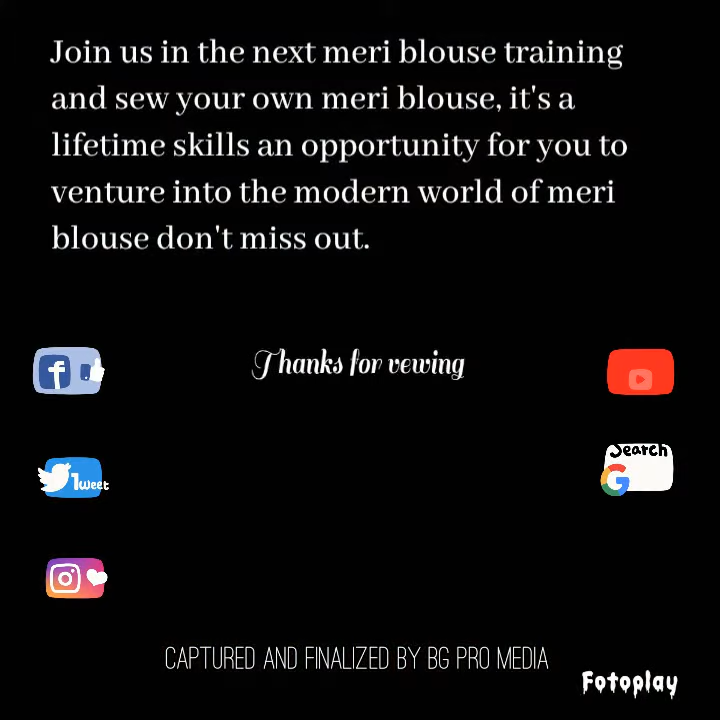 Join us in the next meri blouse training
and sew your own meri blouse, it's a
lifetime skills an opportunity for you to
venture into the modern world of meri
blouse don't miss out.
Thanks for vewing
Search
Tweet
CAPTURED AND FINALIZED BY BG PRO MEDIA
Fotoplay